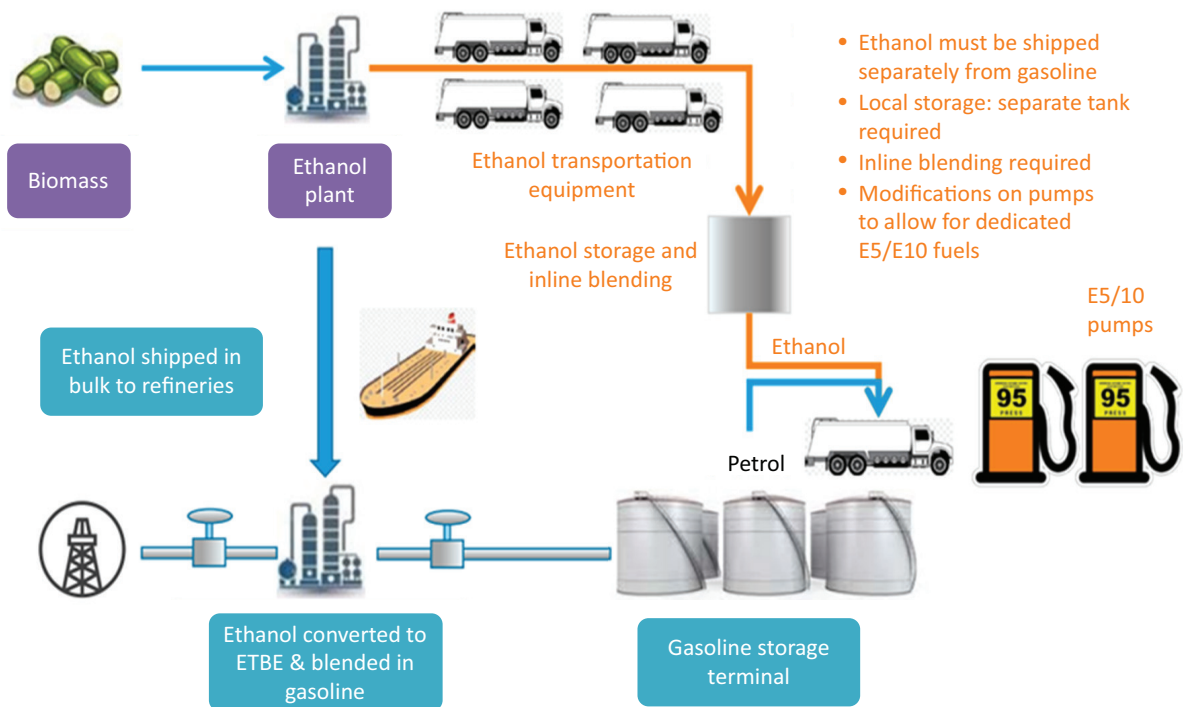 Biomass
Ethanol
plant
Ethanol transportation
equipment
• Ethanol must be shipped
separately from gasoline
• Local storage: separate tank
required
• Inline blending required
• Modifications on pumps
to allow for dedicated
E5/E10 fuels
Ethanol storage and
inline blending
E5/10
pumps
Ethanol shipped in
bulk to refineries
Ethanol
95
PRESS
95
PRESS
Petrol
Ethanol converted to
ETBE & blended in
gasoline
Gasoline storage
terminal